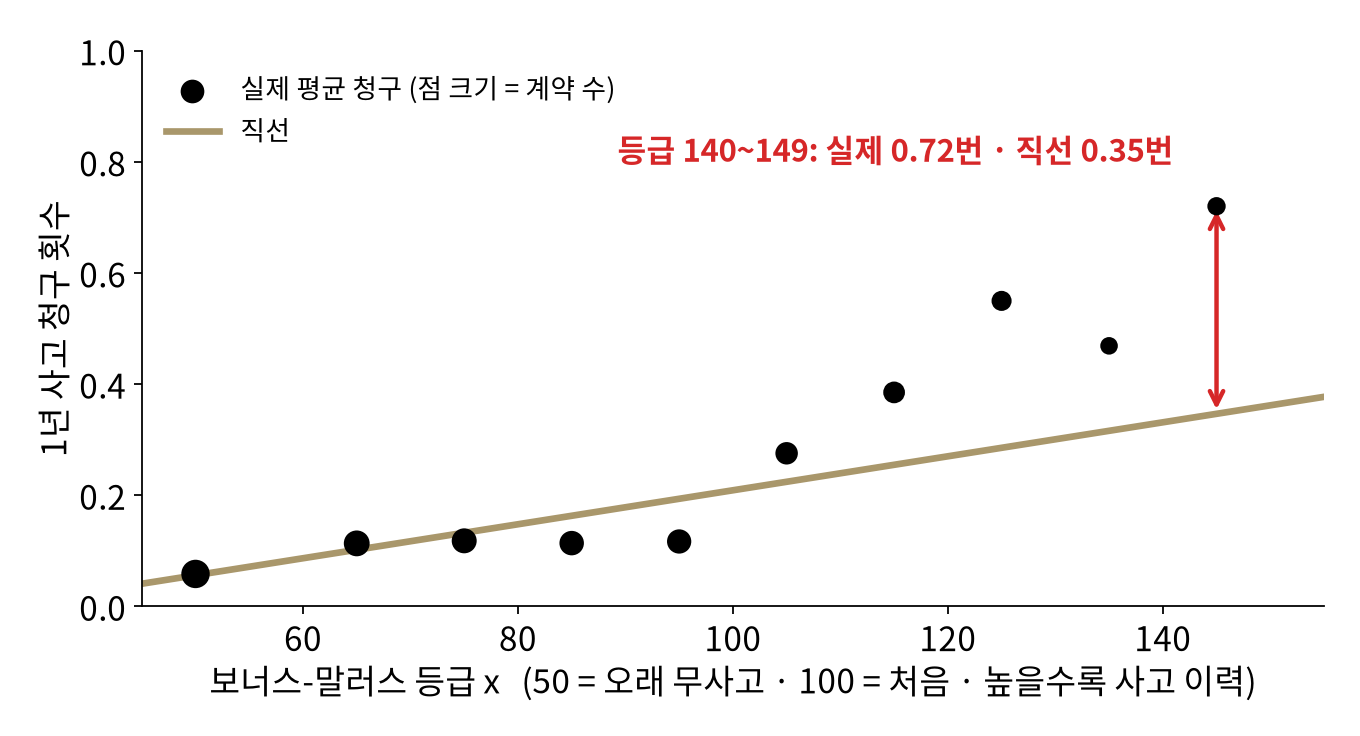 실제 평균 청구 (점 크기 = 계약 수)
직선
등급 140~149: 실제 0.72번 · 직선 0.35번
1년 사고 청구 횟수
1.0
0.8
0.6
0.4
0.2
0.0
60 80 100 120 140
보너스-말러스 등급 x (50 = 오래 무사고 · 100 = 처음 · 높을수록 사고 이력)